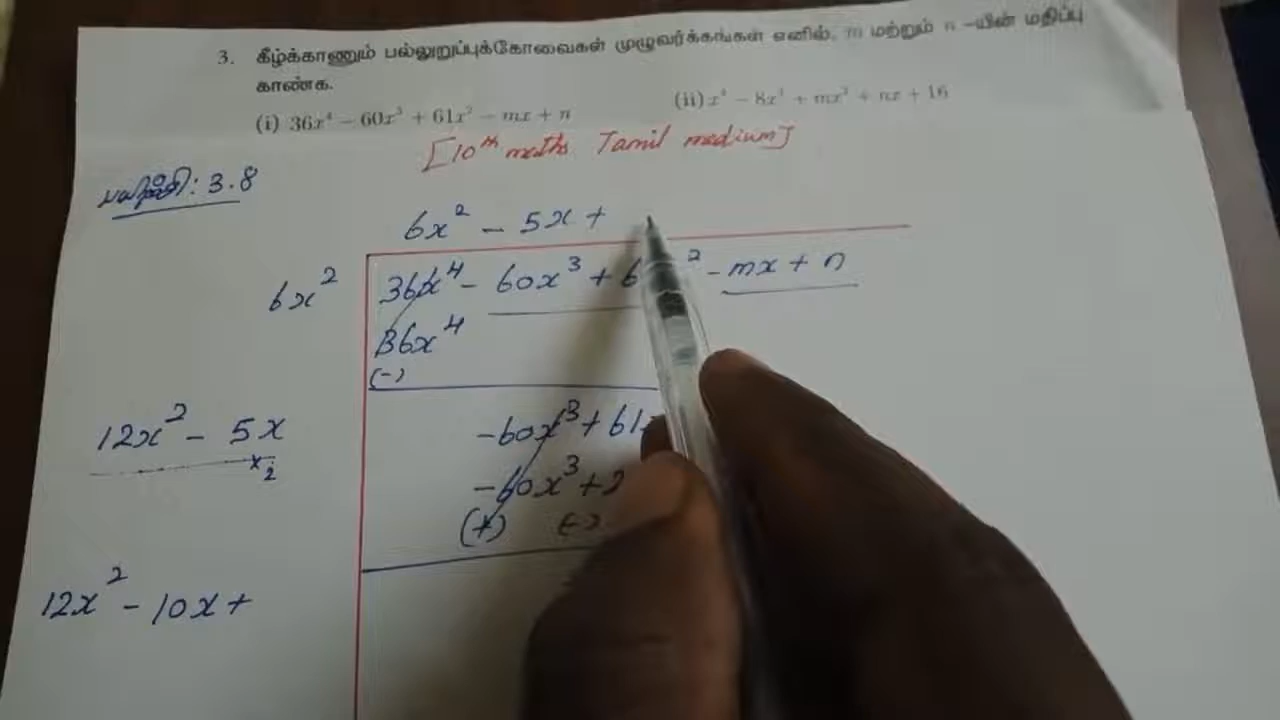 3. கீழ்க்காணும் பல்லுறுப்புக்கோவைகள் முழுவர்க்கங்கள் எனில், m மற்றும் n -யின் மதிப்பு
காண்க.
(i) 36x⁴ − 60x³ + 61x² − mx + n (ii) x⁴ − 8x³ + mx² + nx + 16
[10th maths Tamil medium]
பயிற்சி: 3.8
6x² − 5x +
6x² 36x⁴ − 60x³ + 6 ² − mx + n
36x⁴
(−)
12x² − 5x −60x³ + 61
×2
−60x³ + 2
(+) (−)
12x² − 10x +